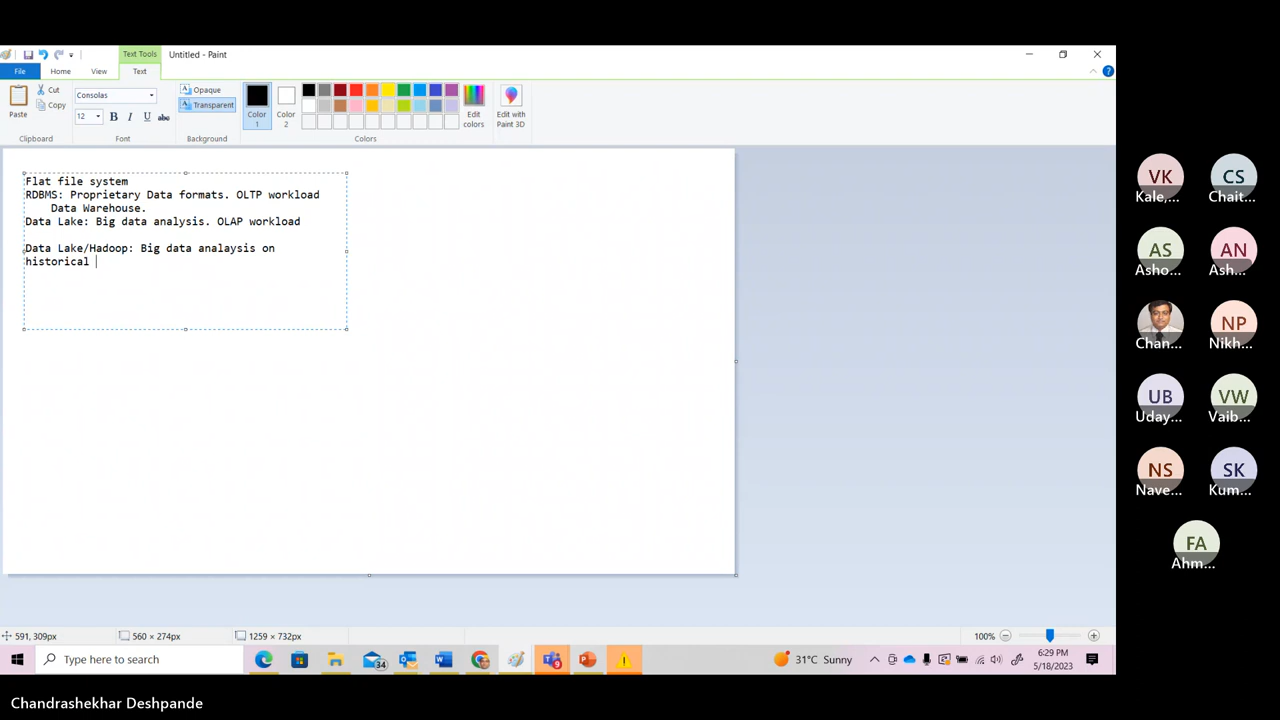 Text Tools
Untitled - Paint
File
Home
View
Text
Paste
Cut
Copy
Clipboard
Consolas
12
B
I
U
abc
Font
Opaque
Transparent
Background
Color
1
Color
2
Edit
colors
Edit with
Paint 3D
Colors
Flat file system
RDBMS: Proprietary Data formats. OLTP workload
Data Warehouse.
Data Lake: Big data analysis. OLAP workload
Data Lake/Hadoop: Big data analaysis on
historical
VK
Kale,...
CS
Chait...
AS
Asho...
AN
Ash...
Chan...
NP
Nikh...
UB
Uday...
VW
Vaib...
NS
Nave...
SK
Kum...
FA
Ahm...
591, 309px
560 × 274px
1259 × 732px
100%
Type here to search
34
9
31°C Sunny
6:29 PM
5/18/2023
Chandrashekhar Deshpande